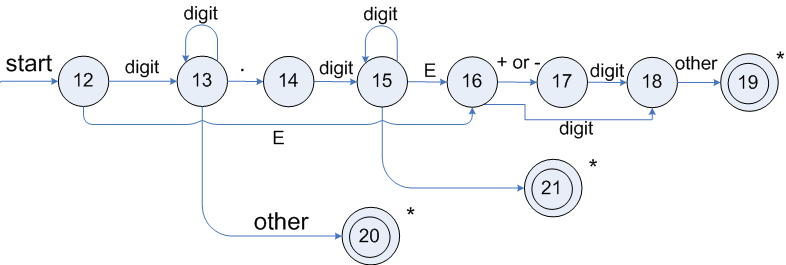 digit digit
start digit . digit E + or - digit other *
12 13 14 15 16 17 18 19
E digit
21 *
other 20 *